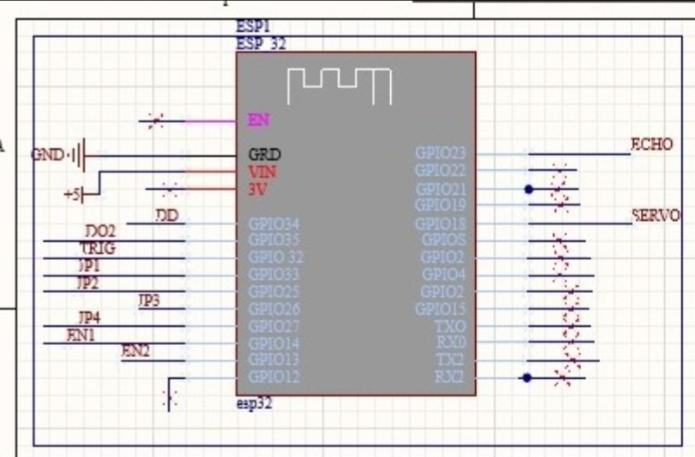 ESP1
ESP 32
EN
GND
GRD
GPIO23
ECHO
VIN
GPIO22
+5
3V
GPIO21
GPIO19
DD
GPIO34
GPIO18
SERVO
DO2
GPIO35
GPIOS
TRIG
GPIO 32
GPIO2
JP1
GPIO33
GPIO4
JP2
GPIO25
GPIO2
JP3
GPIO26
GPIO15
JP4
GPIO27
TXO
EN1
GPIO14
RX0
EN2
GPIO13
TX2
GPIO12
RX2
esp32